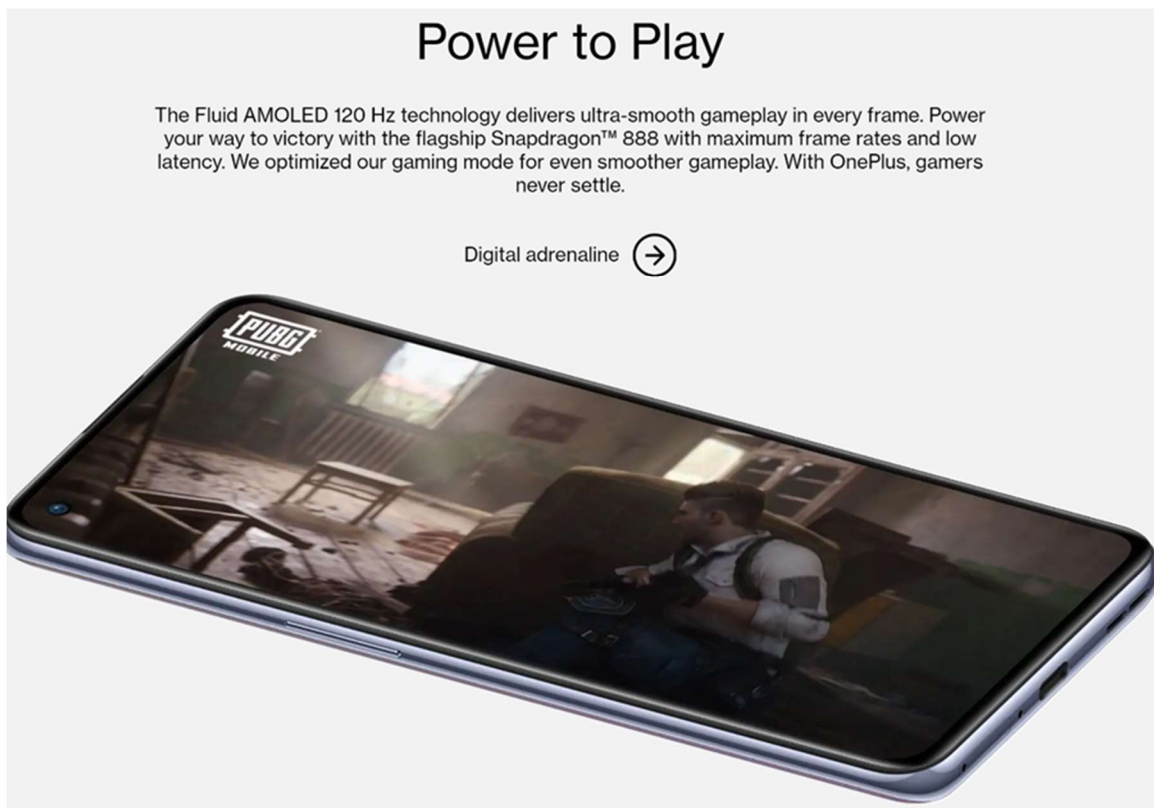 Power to Play
The Fluid AMOLED 120 Hz technology delivers ultra-smooth gameplay in every frame. Power
your way to victory with the flagship Snapdragon™ 888 with maximum frame rates and low
latency. We optimized our gaming mode for even smoother gameplay. With OnePlus, gamers
never settle.
Digital adrenaline
PUBG
MOBILE